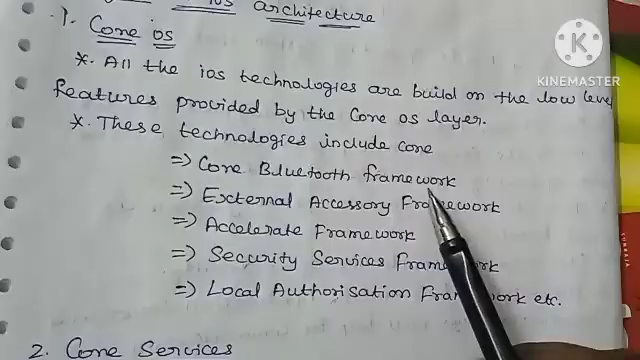 ios architecture
1. Core os
*. All the ios technologies are build on the low level
features provided by the Core os layer.
*. These technologies include core
=) Core Bluetooth framework
=) External Accessory Framework
=) Accelerate Framework
=) Security Services Framework
=) Local Authorisation Framework etc.
2. Core Services
KINEMASTER